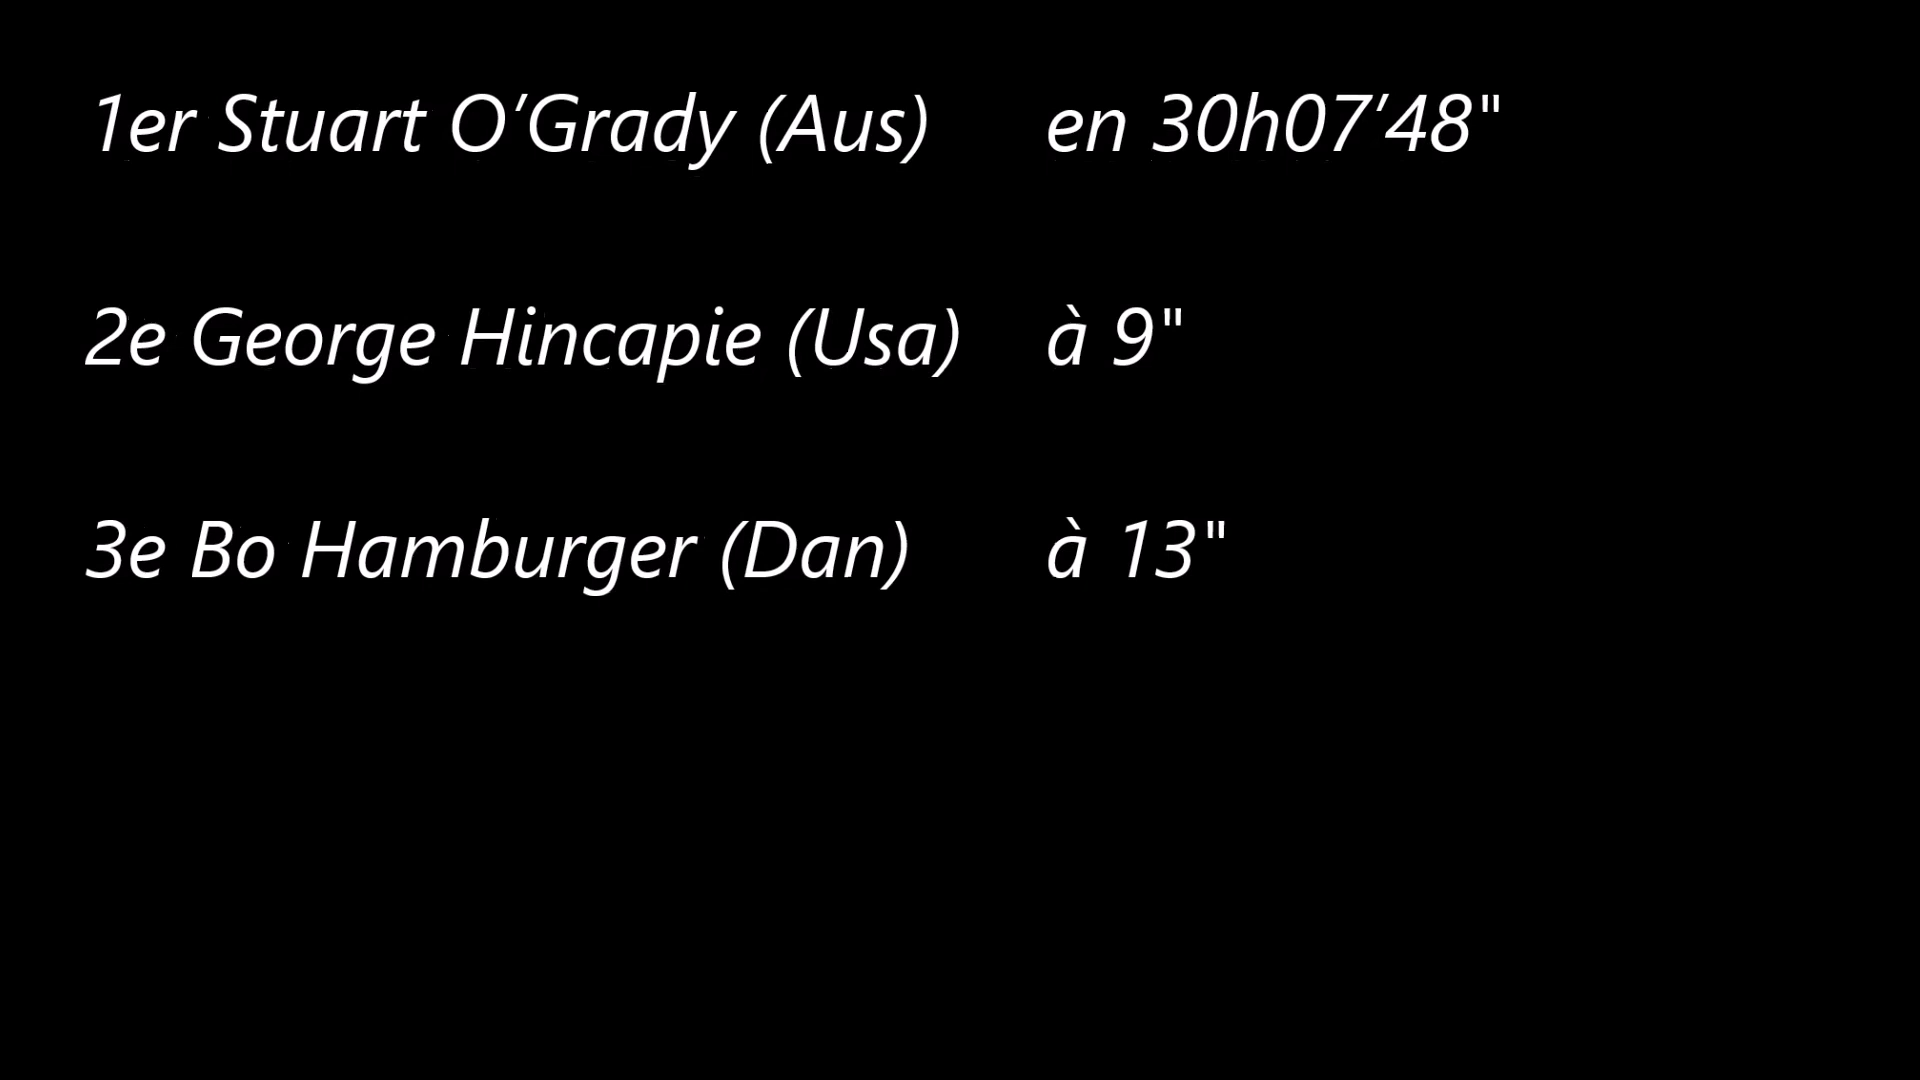 1er Stuart O’Grady (Aus) en 30h07’48"
2e George Hincapie (Usa) à 9"
3e Bo Hamburger (Dan) à 13"